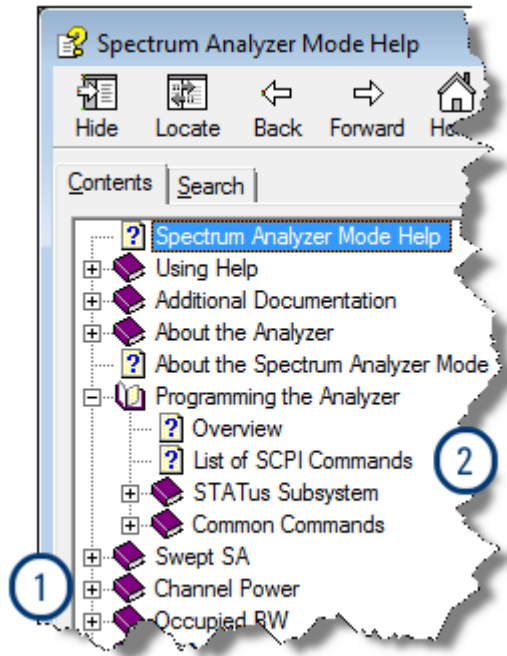 Spectrum Analyzer Mode Help
Hide Locate Back Forward
Contents Search
Spectrum Analyzer Mode Help
Using Help
Additional Documentation
About the Analyzer
About the Spectrum Analyzer Mode
Programming the Analyzer
Overview
List of SCPI Commands 2
STATus Subsystem
Common Commands
Swept SA
1 Channel Power
Occupied BW